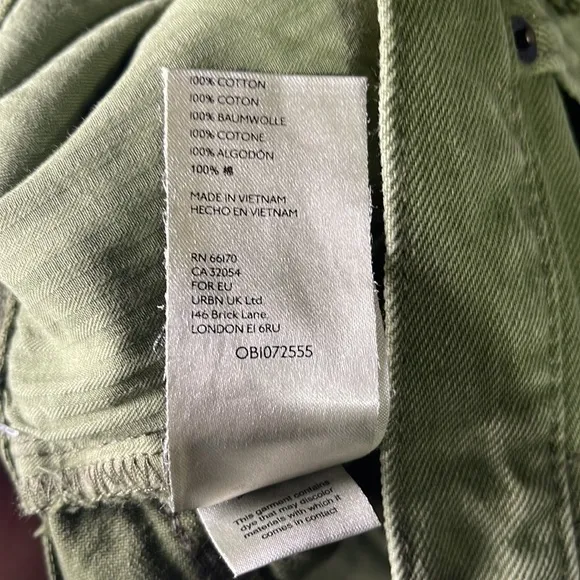 100% COTTON
100% COTON
100% BAUMWOLLE
100% COTONE
100% ALGODÓN
100% 棉
MADE IN VIETNAM
HECHO EN VIETNAM
RN 66170
CA 32054
FOR EU
URBN UK Ltd.
146 Brick Lane,
LONDON E1 6RU
OB1072555
This garment contains
dye that may discolor
materials with which it
comes in contact